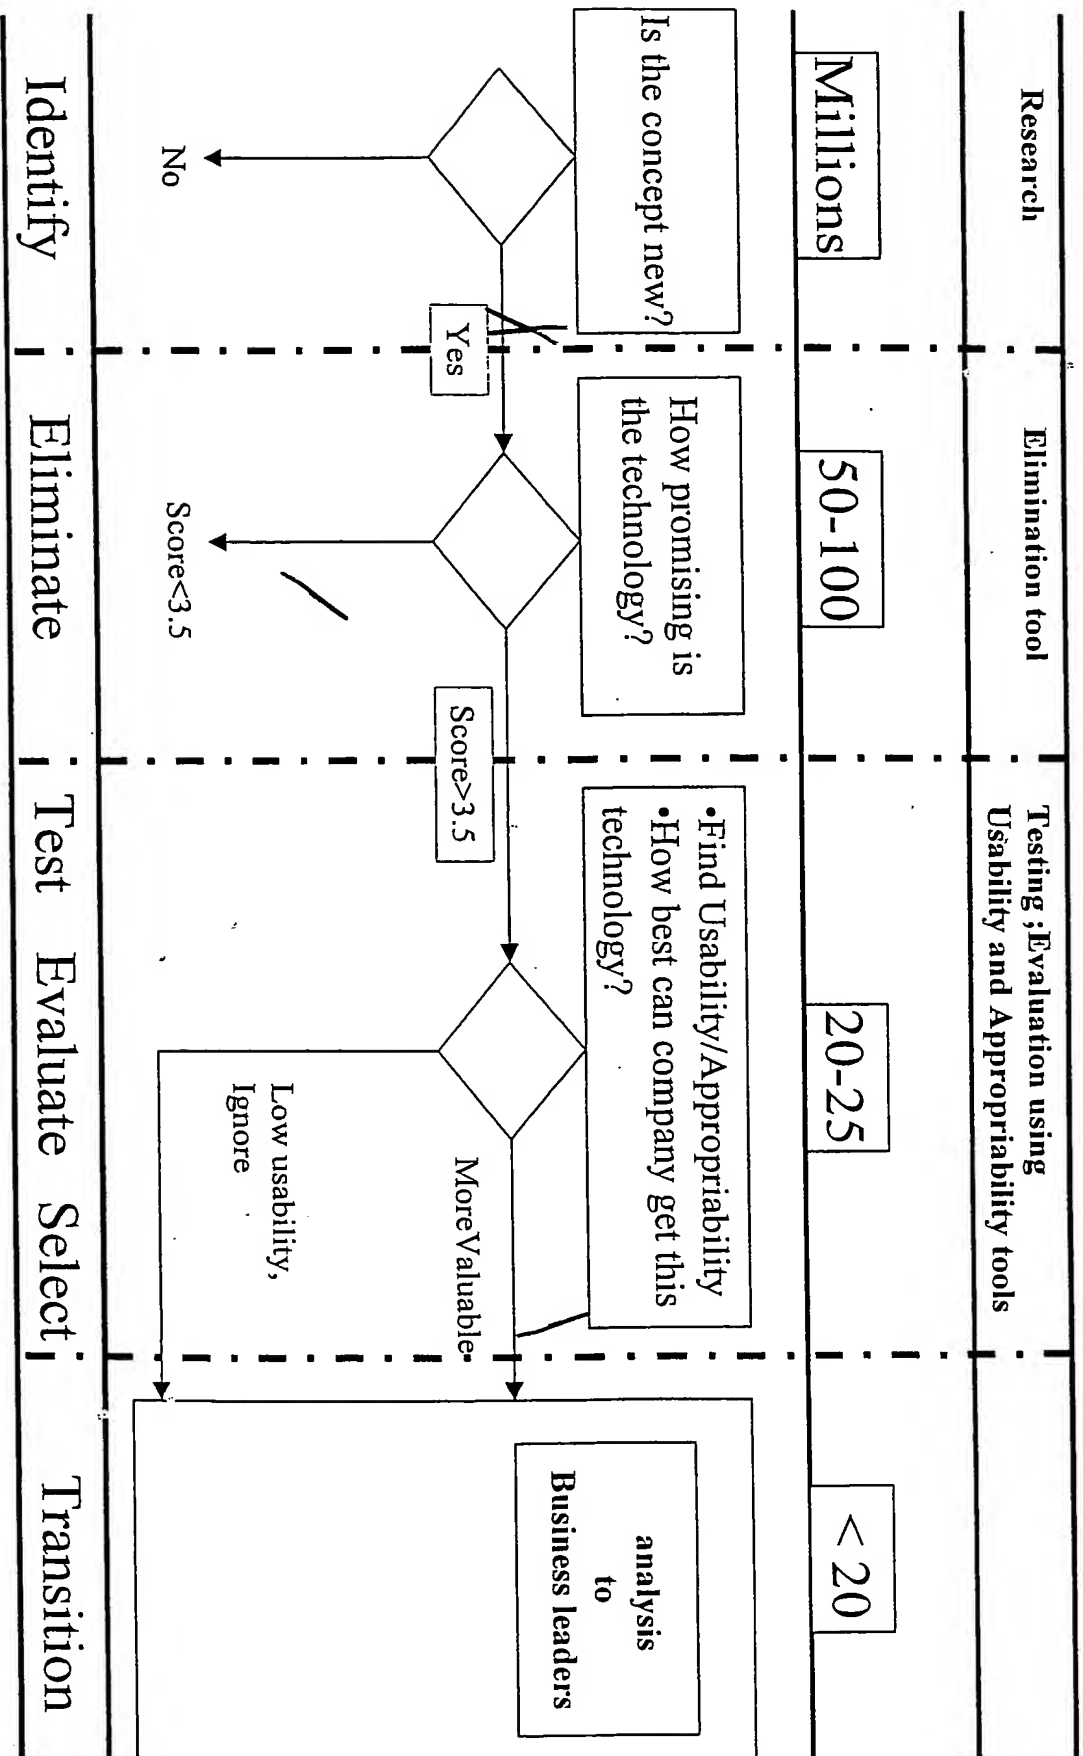 Research
Elimination tool
Testing ;Evaluation using
Usability and Appropriability tools
Millions
50-100
20-25
< 20
Is the concept new?
How promising is
the technology?
•Find Usability/Appropriability
•How best can company get this
technology?
analysis
to
Business leaders
Yes
Score>3.5
MoreValuable
No
Score<3.5
Low usability,
Ignore
Identify
Eliminate
Test Evaluate Select
Transition